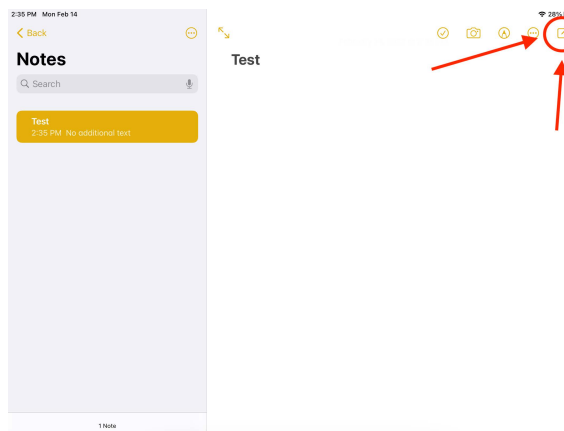 2:35 PM Mon Feb 14
28%
Back
Notes
Search
Test
2:35 PM No additional text
1 Note
Test